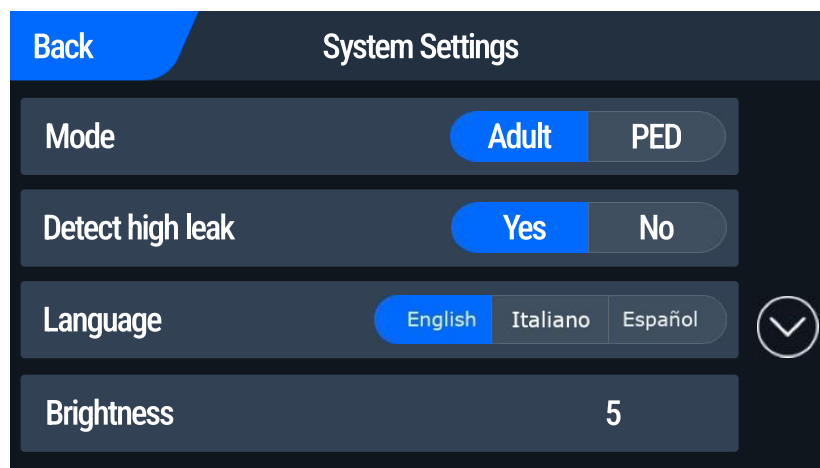 Back System Settings
Mode Adult PED
Detect high leak Yes No
Language English Italiano Español
Brightness 5